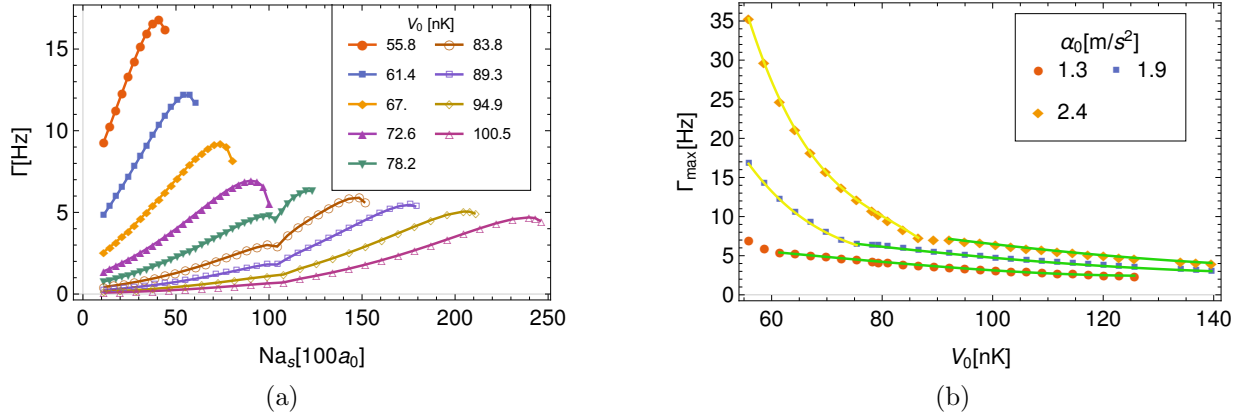 V₀ [nK]
55.8 83.8
61.4 89.3
67. 94.9
72.6 100.5
78.2
Γ[Hz]
15
10
5
0
0 50 100 150 200 250
Naₛ[100a₀]
(a)
α₀[m/s²]
1.3 1.9
2.4
Γmax[Hz]
35
30
25
20
15
10
5
0
60 80 100 120 140
V₀[nK]
(b)